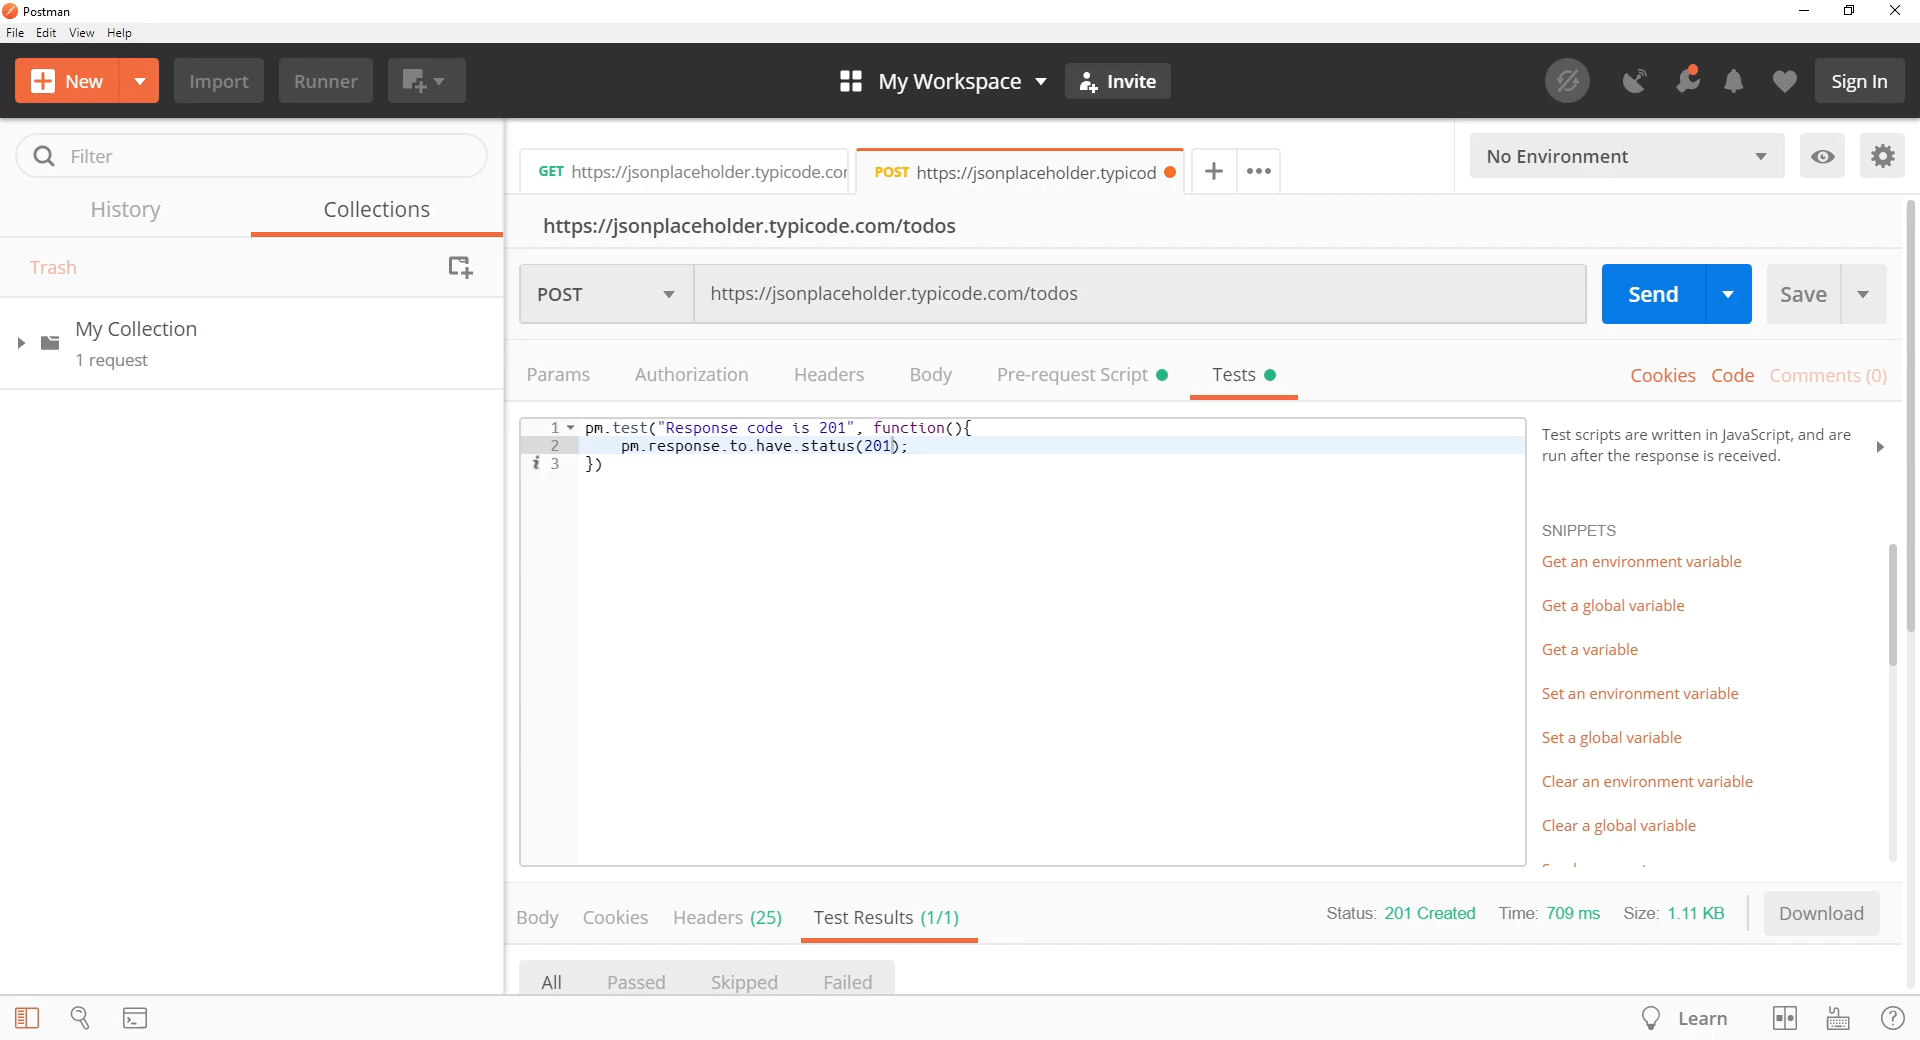 Postman
File Edit View Help
New Import Runner My Workspace Invite Sign In
Filter
History Collections
Trash
My Collection
1 request
GET https://jsonplaceholder.typicode.cor POST https://jsonplaceholder.typicod
No Environment
https://jsonplaceholder.typicode.com/todos
POST https://jsonplaceholder.typicode.com/todos Send Save
Params Authorization Headers Body Pre-request Script Tests Cookies Code Comments (0)
1 pm.test("Response code is 201", function(){
2 pm.response.to.have.status(201);
i 3 })
Test scripts are written in JavaScript, and are
run after the response is received.
SNIPPETS
Get an environment variable
Get a global variable
Get a variable
Set an environment variable
Set a global variable
Clear an environment variable
Clear a global variable
Body Cookies Headers (25) Test Results (1/1) Status: 201 Created Time: 709 ms Size: 1.11 KB Download
All Passed Skipped Failed
Learn